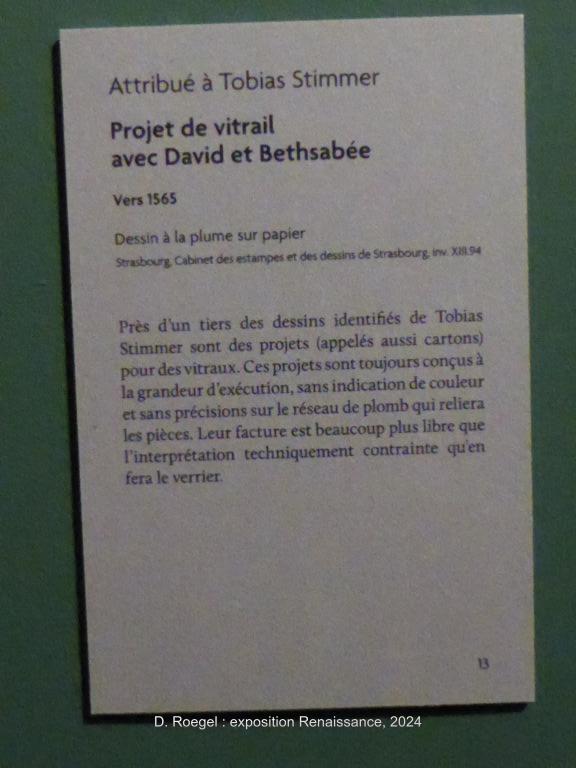 Attribué à Tobias Stimmer
Projet de vitrail
avec David et Bethsabée
Vers 1565
Dessin à la plume sur papier
Strasbourg, Cabinet des estampes et des dessins de Strasbourg, inv. XIII.94
Près d'un tiers des dessins identifiés de Tobias
Stimmer sont des projets (appelés aussi cartons)
pour des vitraux. Ces projets sont toujours conçus à
la grandeur d'exécution, sans indication de couleur
et sans précisions sur le réseau de plomb qui reliera
les pièces. Leur facture est beaucoup plus libre que
l'interprétation techniquement contrainte qu'en
fera le verrier.
13
D. Roegel : exposition Renaissance, 2024